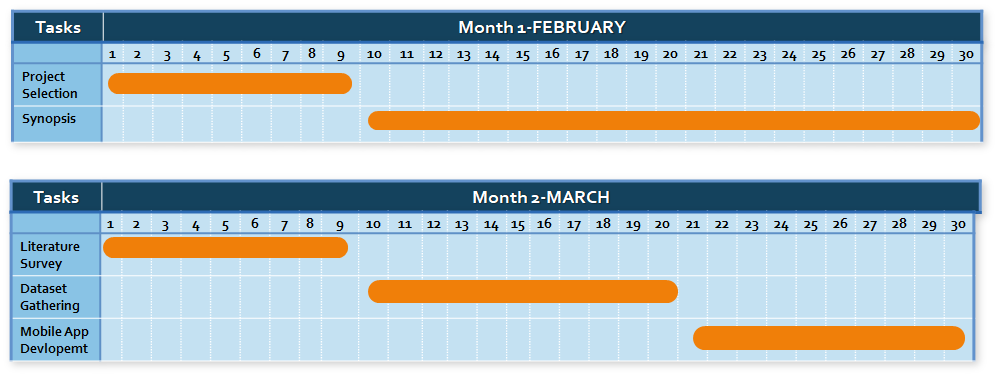 Tasks Month 1-FEBRUARY
1 2 3 4 5 6 7 8 9 10 11 12 13 14 15 16 17 18 19 20 21 22 23 24 25 26 27 28 29 30
Project
Selection
Synopsis
Tasks Month 2-MARCH
1 2 3 4 5 6 7 8 9 10 11 12 13 14 15 16 17 18 19 20 21 22 23 24 25 26 27 28 29 30
Literature
Survey
Dataset
Gathering
Mobile App
Devlopemt